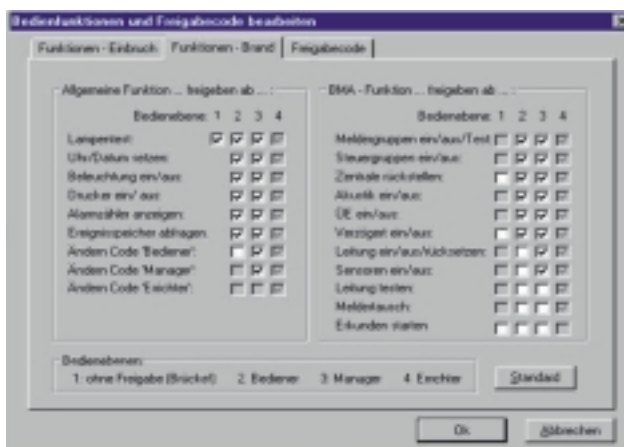 Bedienfunktionen und Freigabecode bearbeiten
Funktionen - Einbruch
Funktionen - Brand
Freigabecode
Allgemeine Funktion ... freigeben ab ... :
Bedienebene: 1 2 3 4
Lampentest:
Uhr/Datum setzen:
Beleuchtung ein/aus:
Drucker ein/ aus:
Alarmzähler anzeigen:
Ereignisspeicher abfragen:
Ändern Code 'Bediener':
Ändern Code 'Manager':
Ändern Code 'Errichter':
BMA - Funktion ... freigeben ab ... :
Bedienebene: 1 2 3 4
Meldergruppen ein/aus/Test:
Steuergruppen ein/aus:
Zentrale rückstellen:
Akustik ein/aus:
ÜE ein/aus:
Verzögert ein/aus:
Leitung ein/aus/rücksetzen:
Sensoren ein/aus:
Leitung testen:
Meldertausch:
Erkunden starten
Bedienebenen:
1: ohne Freigabe (Brücke!) 2: Bediener 3: Manager 4: Errichter
Standard
Ok
Abbrechen